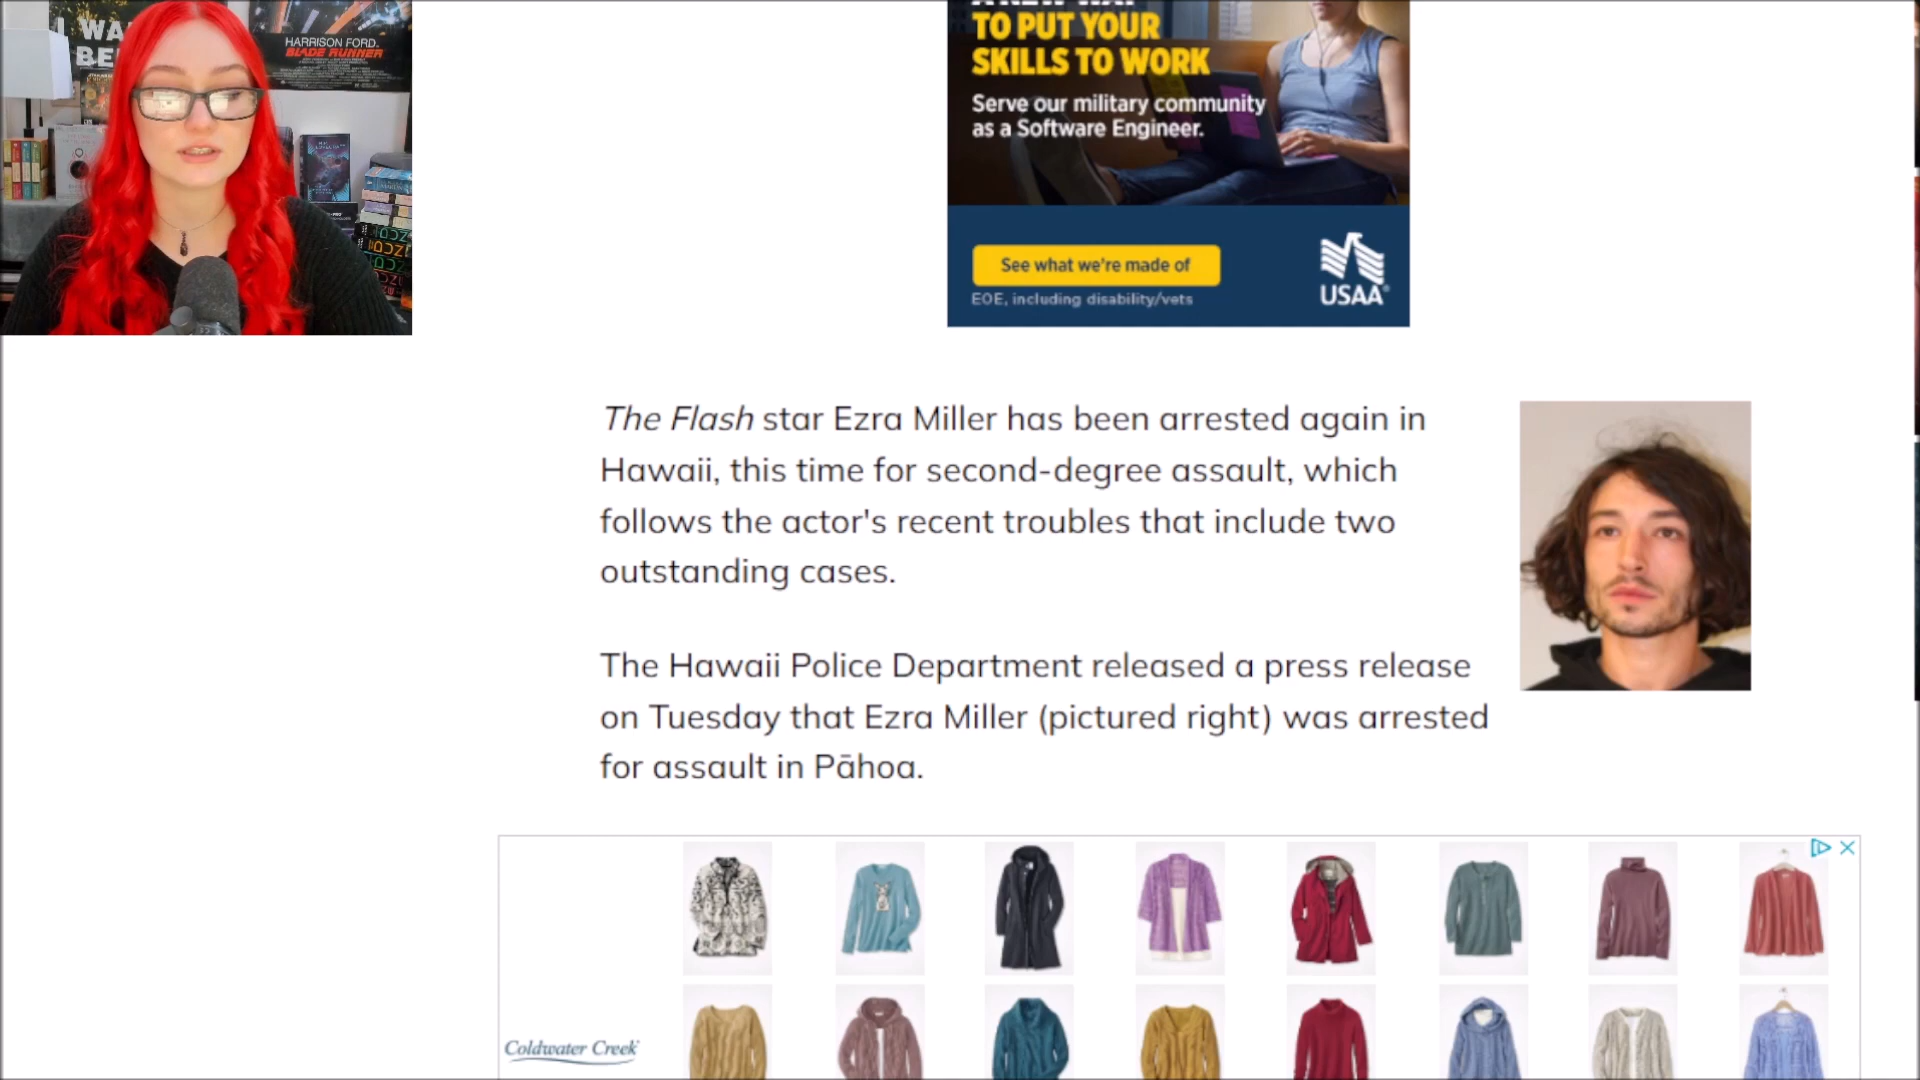 I WA
BE
HARRISON FORD.
BLADE RUNNER
TO PUT YOUR
SKILLS TO WORK
Serve our military community
as a Software Engineer.
See what we're made of
EOE, including disability/vets
USAA®
The Flash star Ezra Miller has been arrested again in
Hawaii, this time for second-degree assault, which
follows the actor's recent troubles that include two
outstanding cases.
The Hawaii Police Department released a press release
on Tuesday that Ezra Miller (pictured right) was arrested
for assault in Pāhoa.
Coldwater Creek